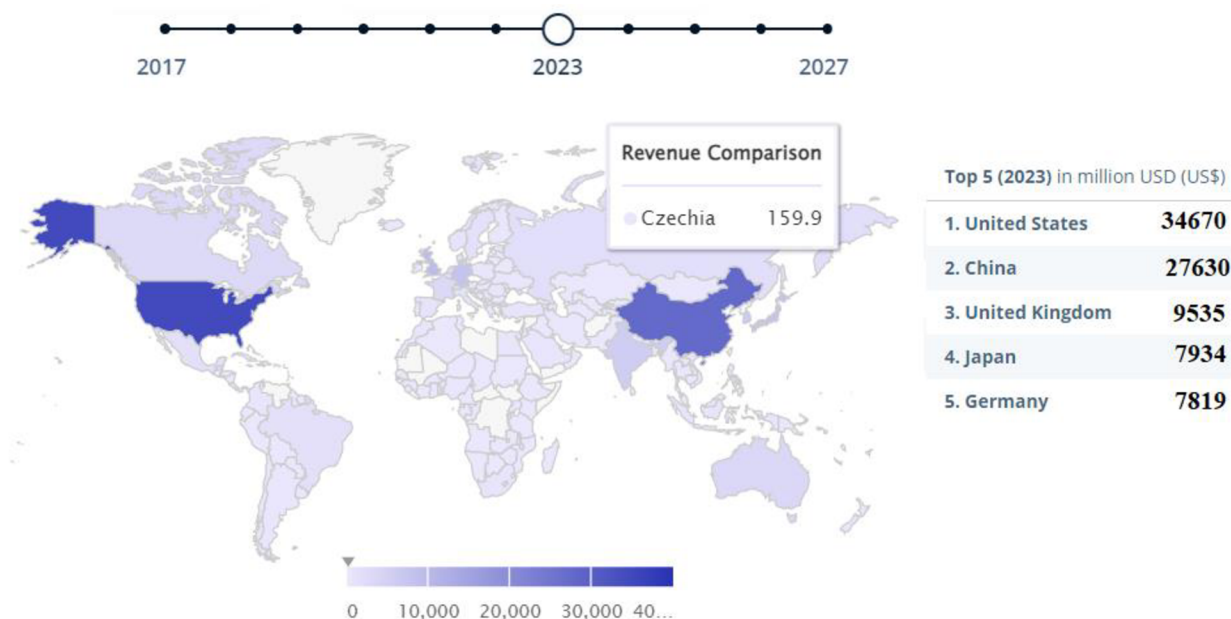 2017 2023 2027
Revenue Comparison
Czechia 159.9
Top 5 (2023) in million USD (US$)
1. United States 34670
2. China 27630
3. United Kingdom 9535
4. Japan 7934
5. Germany 7819
0 10,000 20,000 30,000 40...